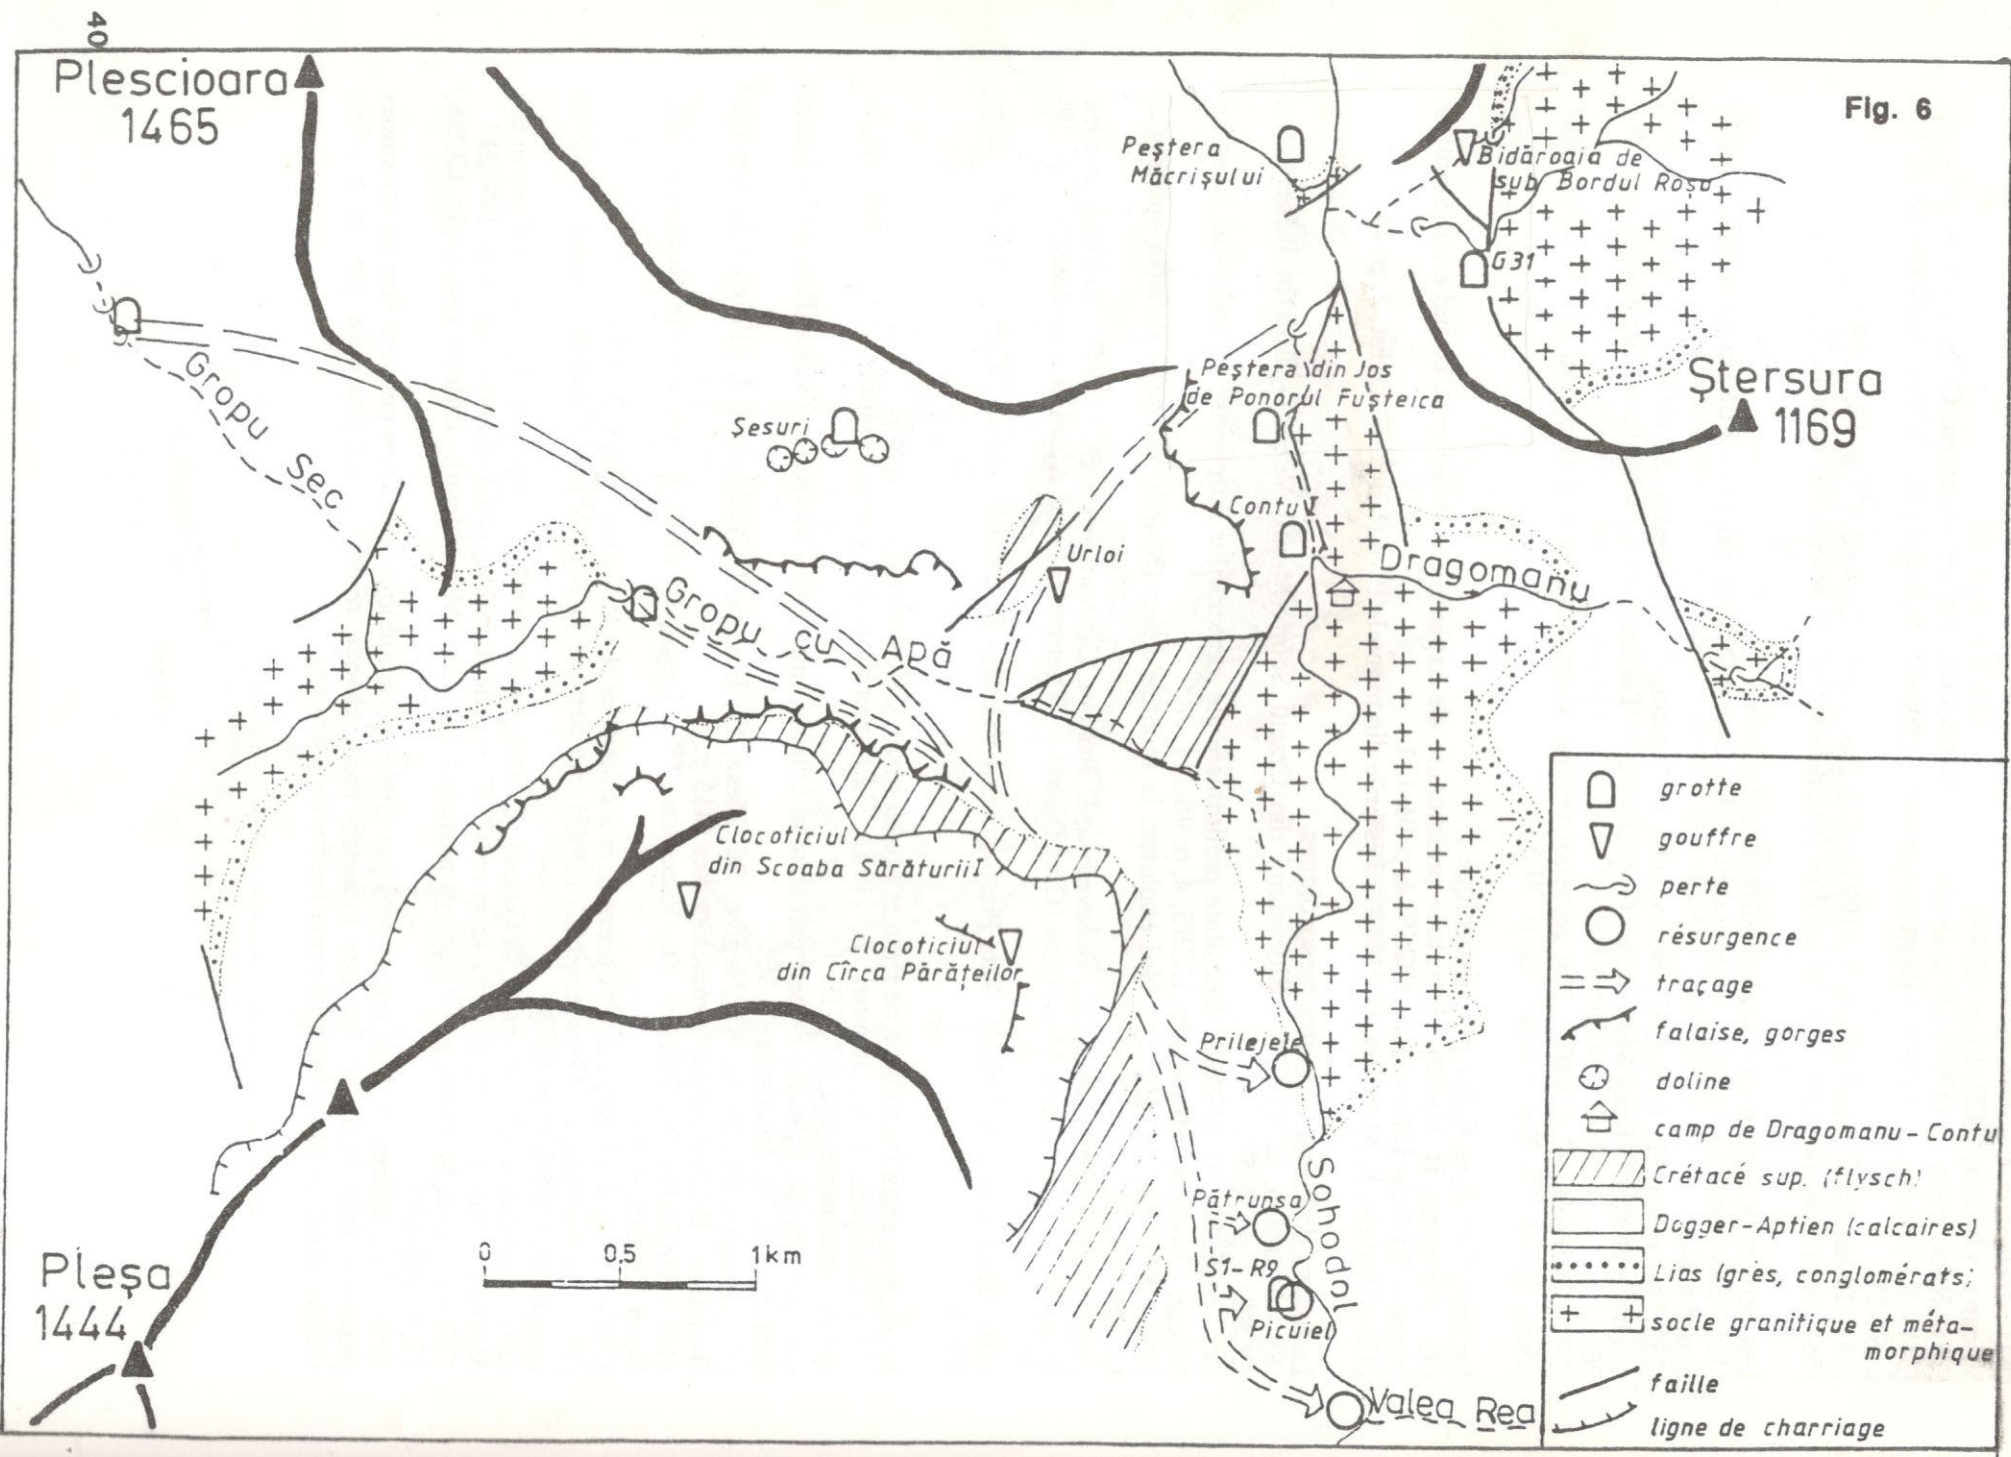 40
Fig. 6
Plescioara
1465
Peştera
Măcrişului
Bidăroaia de
sub Bordul Roşu
G31
Ştersura
1169
Gropu Sec
Şesuri
Peştera din Jos
de Ponorul Fuşteica
Contu I
Urloi
Dragomanu
Gropu cu Apă
Clocoticiul
din Scoaba Sărăturii I
Clocoticiul
din Cîrca Părăţeilor
Prilejele
Pătrunsa
S1-R9
Picuiel
Sohodol
Valea Rea
Pleşa
1444
0 0,5 1km
grotte
gouffre
perte
résurgence
traçage
falaise, gorges
doline
camp de Dragomanu-Contu
Crétacé sup. (flysch)
Dogger-Aptien (calcaires)
Lias (grès, conglomérats)
socle granitique et méta-
morphique
faille
ligne de charriage